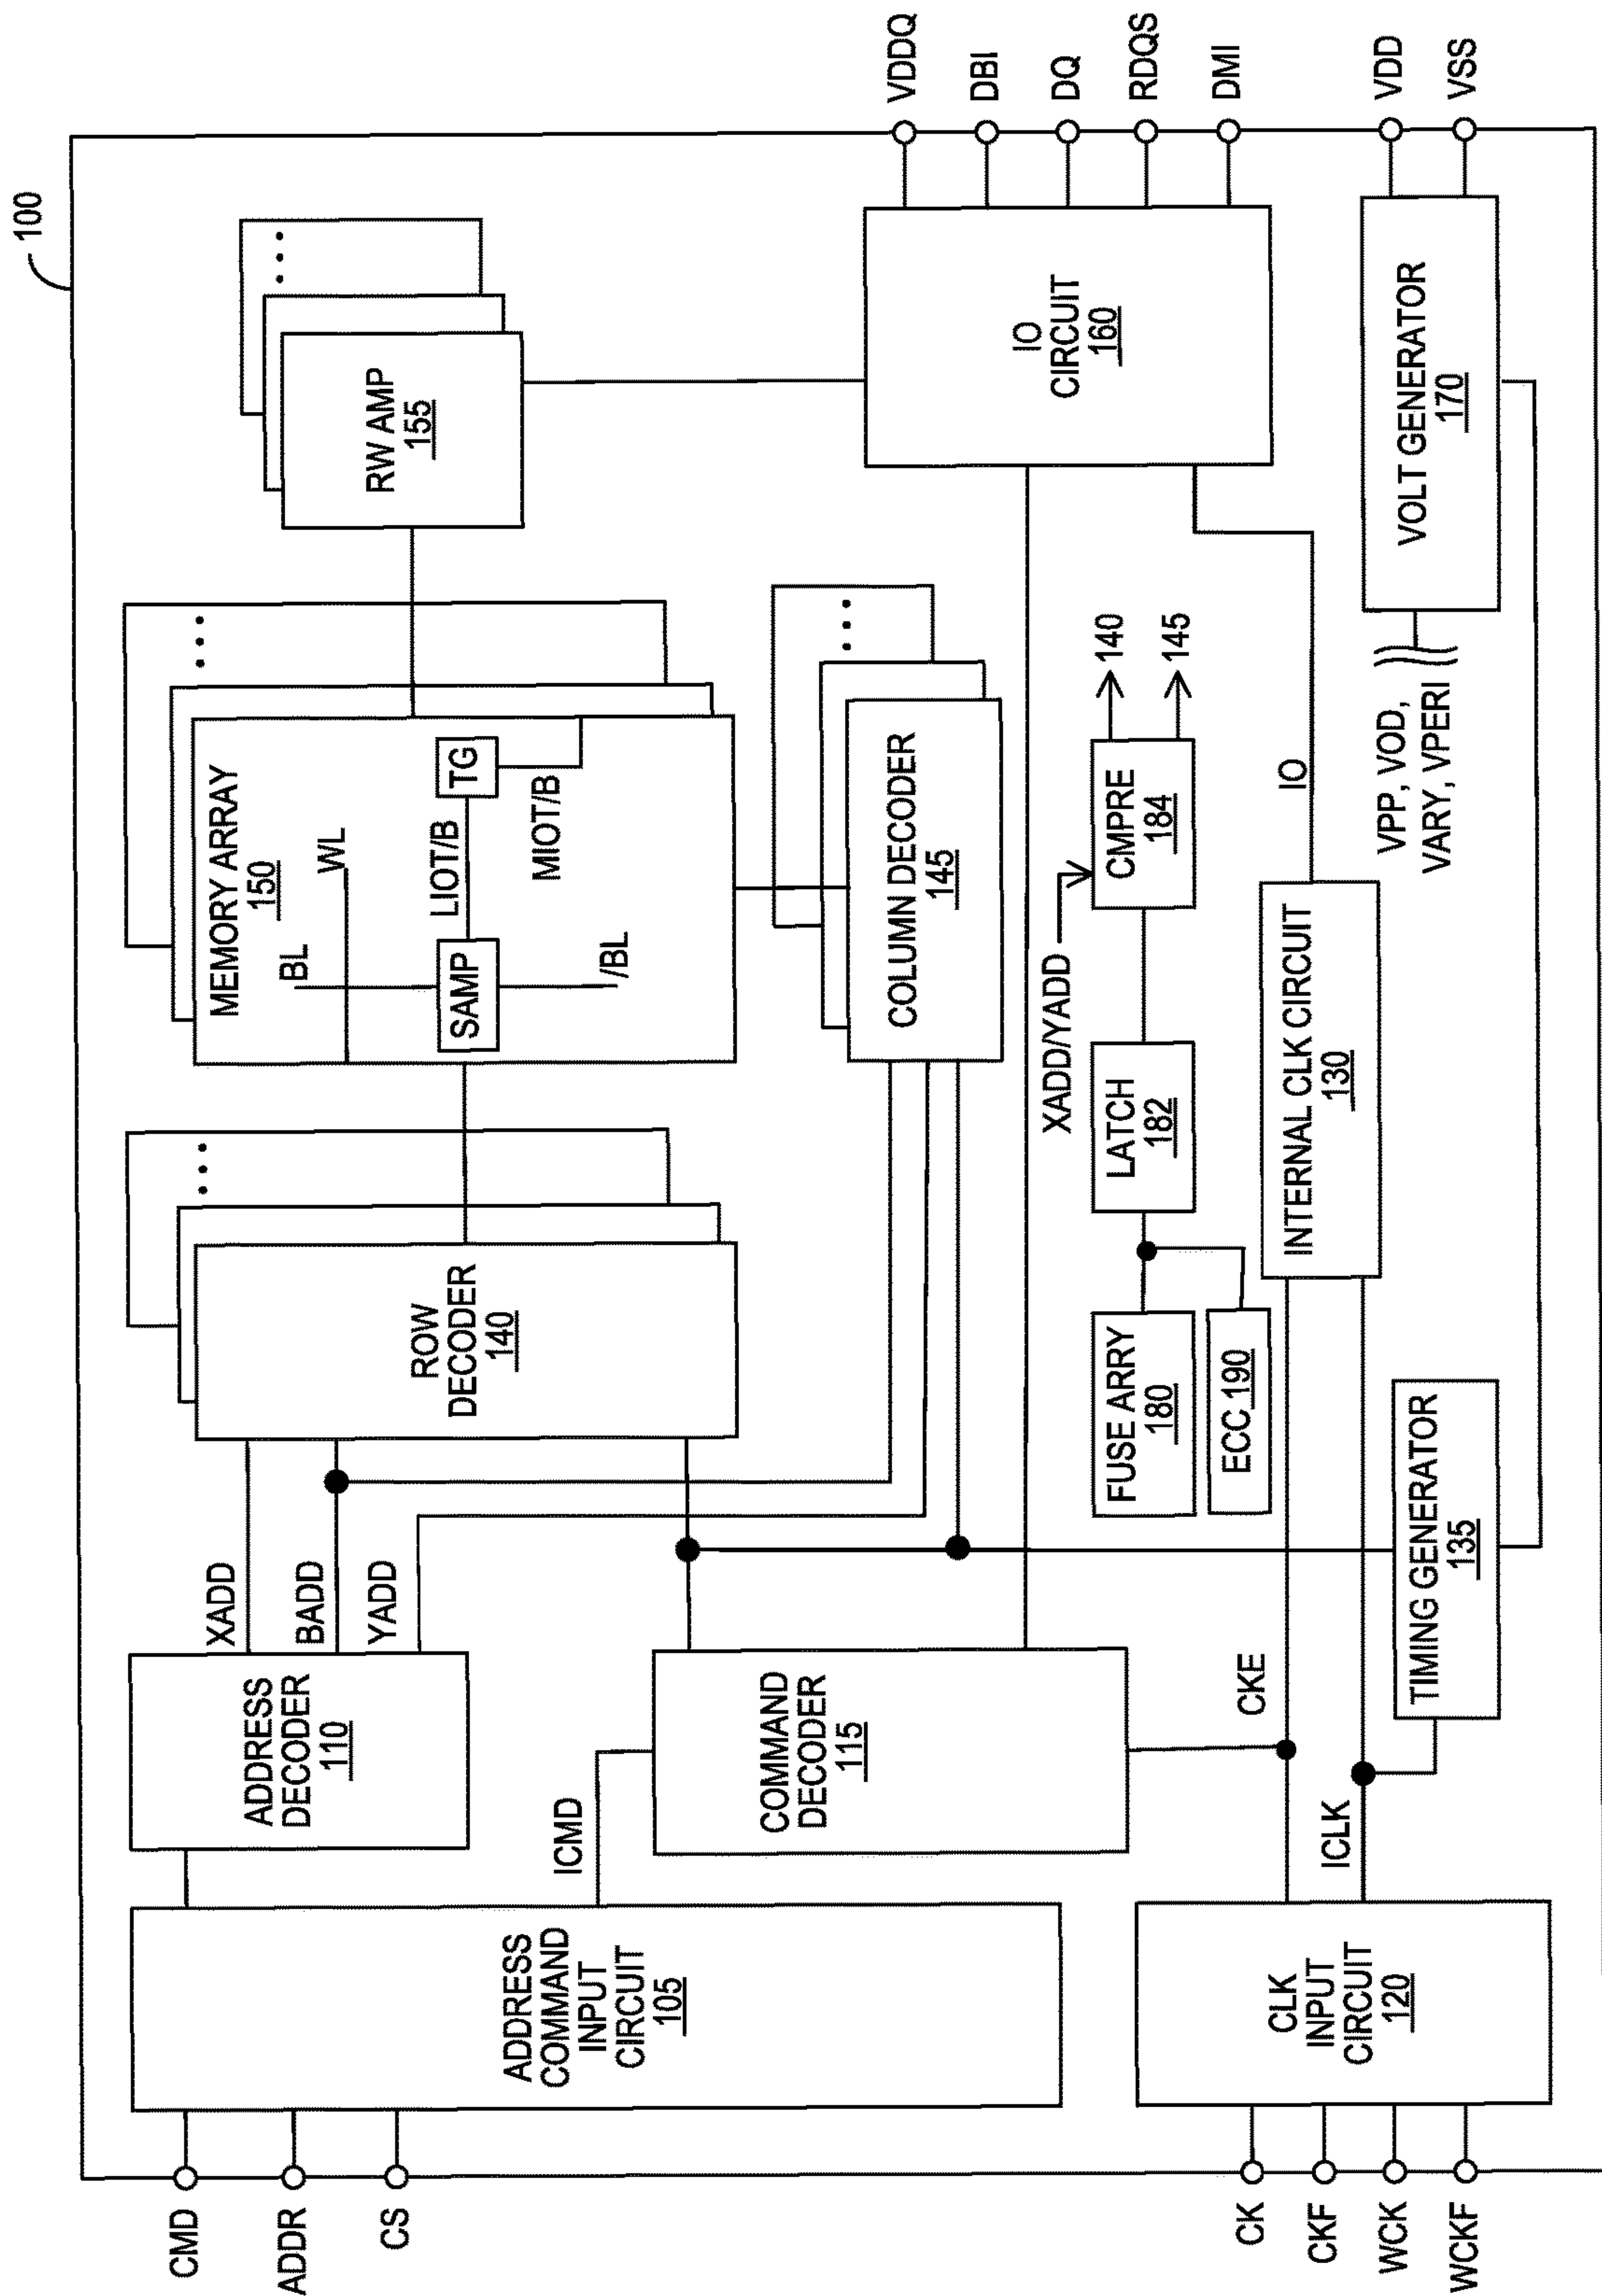 100
CMD
ADDR
CS
CK
CKF
WCK
WCKF
ADDRESS
COMMAND
INPUT
CIRCUIT
105
CLK
INPUT
CIRCUIT
120
ICMD
ADDRESS
DECODER
110
COMMAND
DECODER
115
XADD
BADD
YADD
CKE
ICLK
TIMING GENERATOR
135
ROW
DECODER
140
FUSE ARRY
180
ECC 190
LATCH
182
XADD/YADD
CMPRE
184
140
145
INTERNAL CLK CIRCUIT
130
IO
MEMORY ARRAY
150
BL
WL
SAMP
/BL
LIOT/B
TG
MIOT/B
COLUMN DECODER
145
RW AMP
155
IO
CIRCUIT
160
VPP, VOD,
VARY, VPERI
VOLT GENERATOR
170
VDDQ
DBI
DQ
RDQS
DMI
VDD
VSS